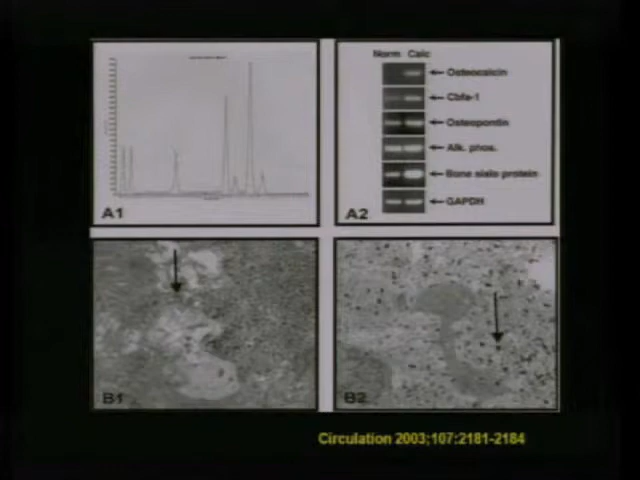 A1
Norm Calc
Osteocalcin
Cbfa-1
Osteopontin
Alk. phos.
Bone sialo protein
GAPDH
A2
B1
B2
Circulation 2003;107:2181-2184